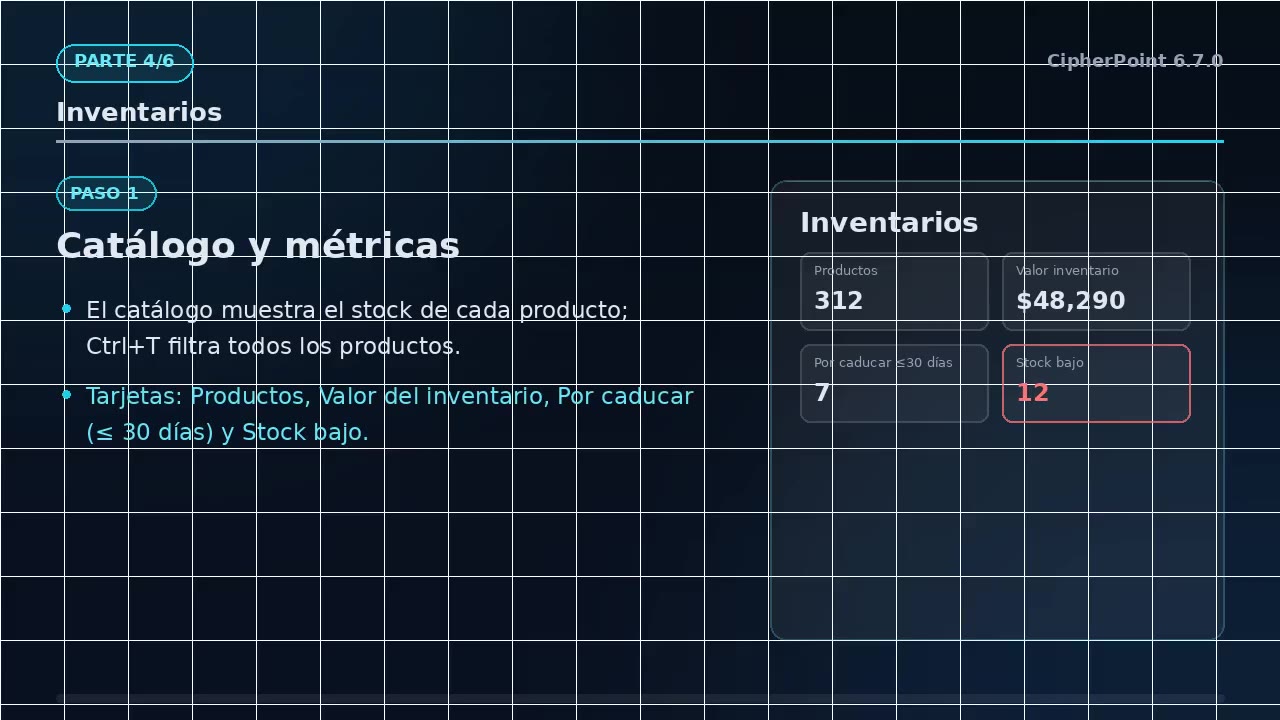 PARTE 4/6
CipherPoint 6.7.0
Inventarios
PASO 1
Catálogo y métricas
El catálogo muestra el stock de cada producto;
Ctrl+T filtra todos los productos.
Tarjetas: Productos, Valor del inventario, Por caducar
(≤ 30 días) y Stock bajo.
Inventarios
Productos
312
Valor inventario
$48,290
Por caducar ≤30 días
7
Stock bajo
12